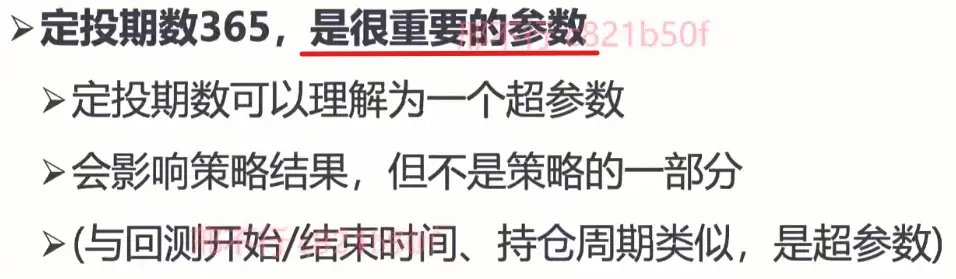 ➢定投期数365，是很重要的参数
➢定投期数可以理解为一个超参数
➢会影响策略结果，但不是策略的一部分
➢(与回测开始/结束时间、持仓周期类似，是超参数)